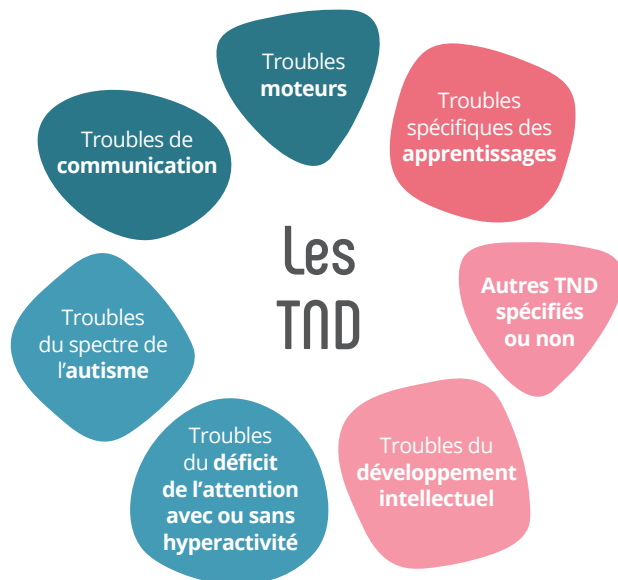 Troubles
moteurs
Troubles
spécifiques des
apprentissages
Troubles de
communication
Les
TND
Autres TND
spécifiés
ou non
Troubles
du spectre de
l'autisme
Troubles
du déficit
de l'attention
avec ou sans
hyperactivité
Troubles du
développement
intellectuel